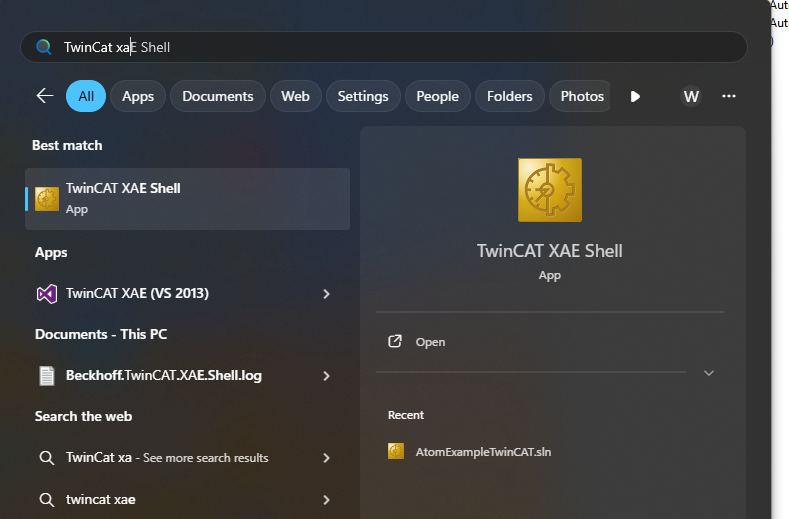 Aut
Aut
)
TwinCat xaE Shell
All
Apps
Documents
Web
Settings
People
Folders
Photos
W
Best match
TwinCAT XAE Shell
App
Apps
TwinCAT XAE (VS 2013)
Documents - This PC
Beckhoff.TwinCAT.XAE.Shell.log
Search the web
TwinCat xa - See more search results
twincat xae
TwinCAT XAE Shell
App
Open
Recent
AtomExampleTwinCAT.sln